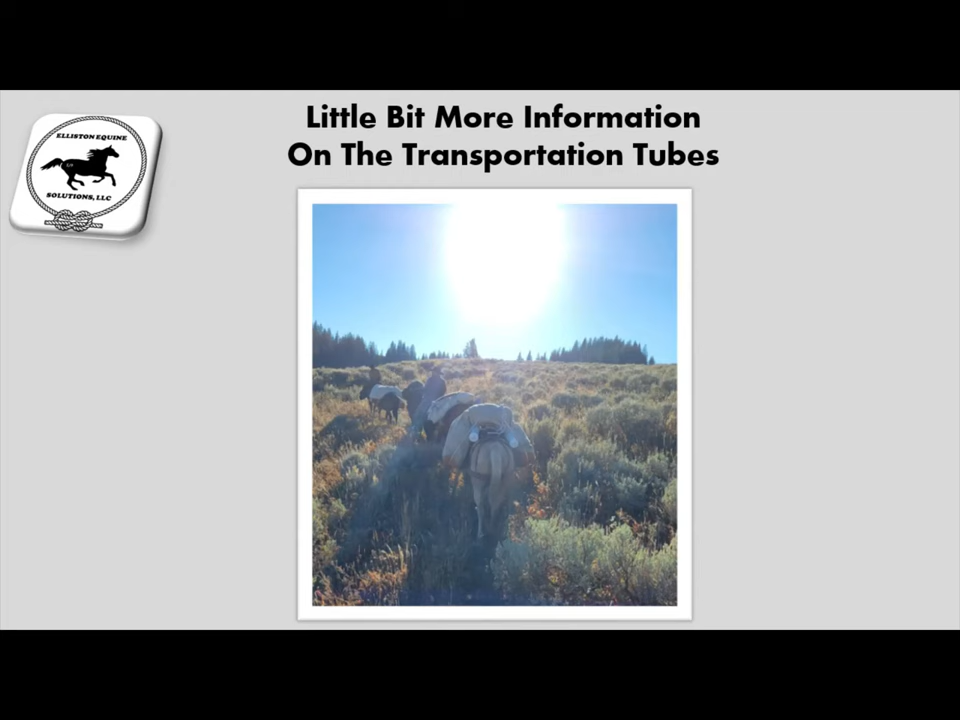 Little Bit More Information
On The Transportation Tubes
ELLISTON EQUINE
SOLUTIONS, LLC